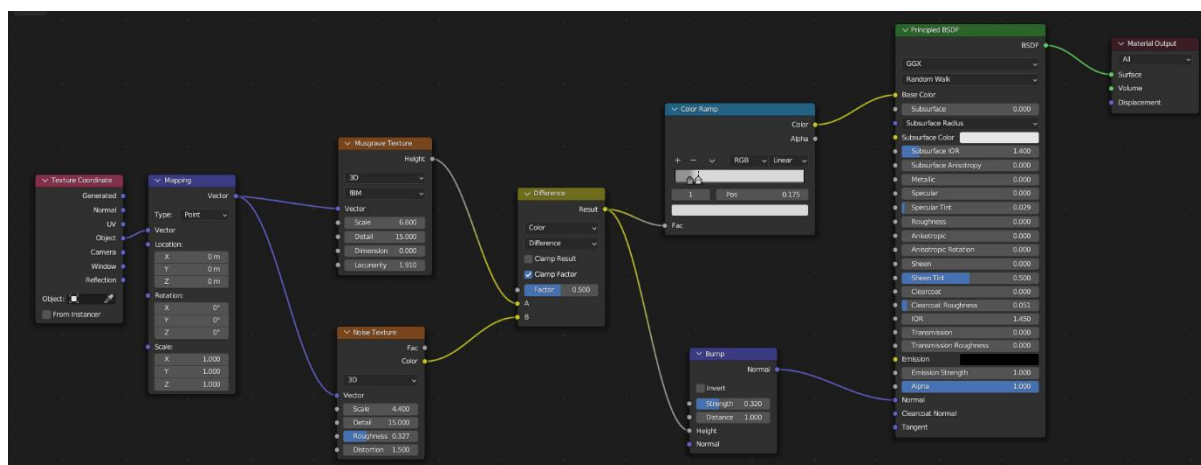 Texture Coordinate
Generated
Normal
UV
Object
Camera
Window
Reflection
Object:
From Instancer
Mapping
Vector
Type: Point
Vector
Location:
X 0 m
Y 0 m
Z 0 m
Rotation:
X 0°
Y 0°
Z 0°
Scale:
X 1.000
Y 1.000
Z 1.000
Musgrave Texture
Height
3D
fBM
Vector
Scale 6.600
Detail 15.000
Dimension 0.000
Lacunarity 1.910
Noise Texture
Fac
Color
3D
Vector
Scale 4.400
Detail 15.000
Roughness 0.327
Distortion 1.500
Difference
Result
Color
Difference
Clamp Result
Clamp Factor
Factor 0.500
A
B
Color Ramp
Color
Alpha
+ − RGB Linear
1 Pos 0.175
Fac
Bump
Normal
Invert
Strength 0.320
Distance 1.000
Height
Normal
Principled BSDF
BSDF
GGX
Random Walk
Base Color
Subsurface 0.000
Subsurface Radius
Subsurface Color
Subsurface IOR 1.400
Subsurface Anisotropy 0.000
Metallic 0.000
Specular 0.000
Specular Tint 0.029
Roughness 0.000
Anisotropic 0.000
Anisotropic Rotation 0.000
Sheen 0.000
Sheen Tint 0.500
Clearcoat 0.000
Clearcoat Roughness 0.051
IOR 1.450
Transmission 0.000
Transmission Roughness 0.000
Emission
Emission Strength 1.000
Alpha 1.000
Normal
Clearcoat Normal
Tangent
Material Output
All
Surface
Volume
Displacement